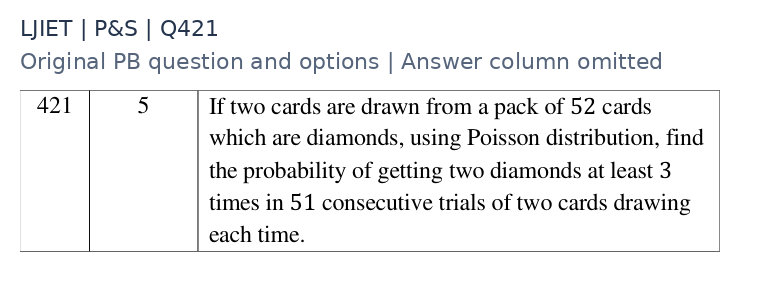 LJIET | P&S | Q421
Original PB question and options | Answer column omitted
421 5 If two cards are drawn from a pack of 52 cards
which are diamonds, using Poisson distribution, find
the probability of getting two diamonds at least 3
times in 51 consecutive trials of two cards drawing
each time.